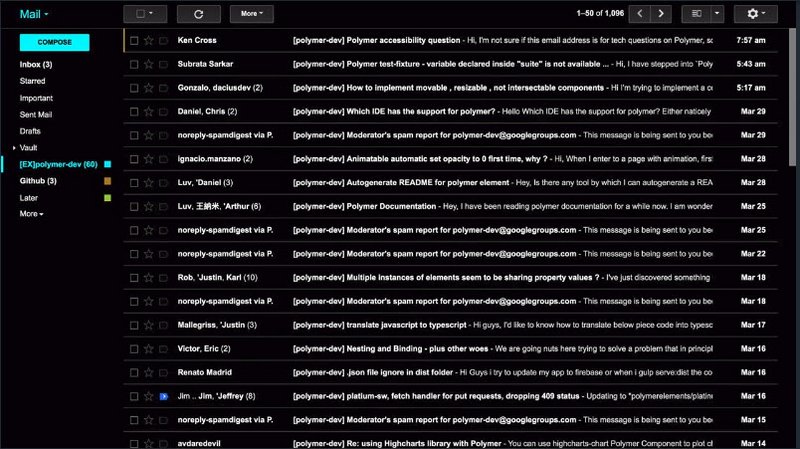 Mail
More
1–50 of 1,096
COMPOSE
Inbox (3)
Starred
Important
Sent Mail
Drafts
Vault
[EX]polymer-dev (60)
Github (3)
Later
More
Ken Cross [polymer-dev] Polymer accessibility question - Hi, I'm not sure if this email address is for tech questions on Polymer, sc 7:57 am
Subrata Sarkar [polymer-dev] Polymer test-fixture - variable declared inside "suite" is not available ... - Hi, I have stepped into `Poly 5:43 am
Gonzalo, daclusdev (2) [polymer-dev] How to implement movable , resizable , not intersectable components - Hi I'm trying to implement a cc 5:17 am
Daniel, Chris (2) [polymer-dev] Which IDE has the support for polymer? - Hello Which IDE has the support for polymer? Either naticely Mar 29
noreply-spamdigest via P. [polymer-dev] Moderator's spam report for polymer-dev@googlegroups.com - This message is being sent to you bec Mar 29
ignacio.manzano (2) [polymer-dev] Animatable automatic set opacity to 0 first time, why ? - Hi, When I enter to a page with animation, firs Mar 28
Luv, 'Daniel (3) [polymer-dev] Autogenerate README for polymer element - Hey, Is there any tool by which I can autogenerate a REA Mar 28
Luv, 王納米, 'Arthur (6) [polymer-dev] Polymer Documentation - Hey, I have been reading polymer documentation for a while now. I am wonder Mar 25
noreply-spamdigest via P. [polymer-dev] Moderator's spam report for polymer-dev@googlegroups.com - This message is being sent to you bec Mar 25
noreply-spamdigest via P. [polymer-dev] Moderator's spam report for polymer-dev@googlegroups.com - This message is being sent to you bec Mar 22
Rob, 'Justin, Karl (10) [polymer-dev] Multiple instances of elements seem to be sharing property values ? - I've just discovered something Mar 18
noreply-spamdigest via P. [polymer-dev] Moderator's spam report for polymer-dev@googlegroups.com - This message is being sent to you bec Mar 18
Mallegriss, 'Justin (3) [polymer-dev] translate javascript to typescript - Hi guys, I'd like to know how to translate below piece code into typesc Mar 17
Victor, Eric (2) [polymer-dev] Nesting and Binding - plus other woes - We are going nuts here trying to solve a problem that in princip Mar 16
Renato Madrid [polymer-dev] .json file ignore in dist folder - Hi Guys i try to update my app to firebase or when i gulp serve:dist the co Mar 16
Jim .. Jim, 'Jeffrey (8) [polymer-dev] platium-sw, fetch handler for put requests, dropping 409 status - Updating to "polymerelements/platinu Mar 16
noreply-spamdigest via P. [polymer-dev] Moderator's spam report for polymer-dev@googlegroups.com - This message is being sent to you bec Mar 15
avdaredevil [polymer-dev] Re: using Highcharts library with Polymer - You can use highcharts-chart Polymer Component to plot cl Mar 14